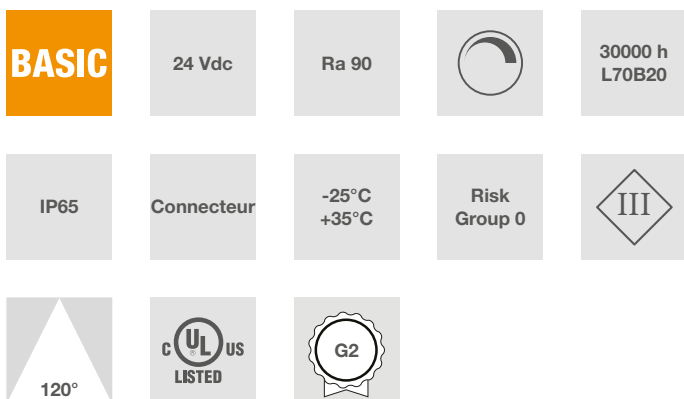 BASIC
24 Vdc
Ra 90
30000 h
L70B20
IP65
Connecteur
-25°C
+35°C
Risk
Group 0
III
120°
C UL US
®
LISTED
G2